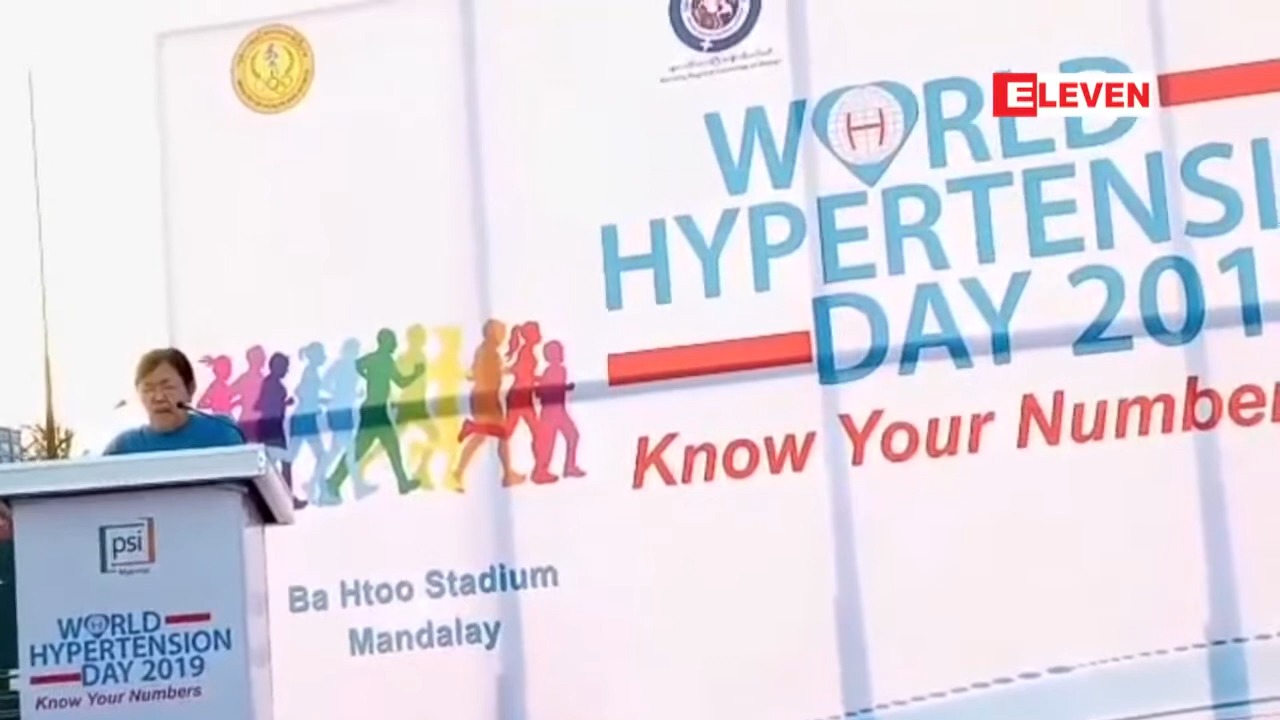 ELEVEN
WORLD
HYPERTENSI
DAY 201
Know Your Number
Ba Htoo Stadium
Mandalay
psi
Myanmar
WORLD
HYPERTENSION
DAY 2019
Know Your Numbers